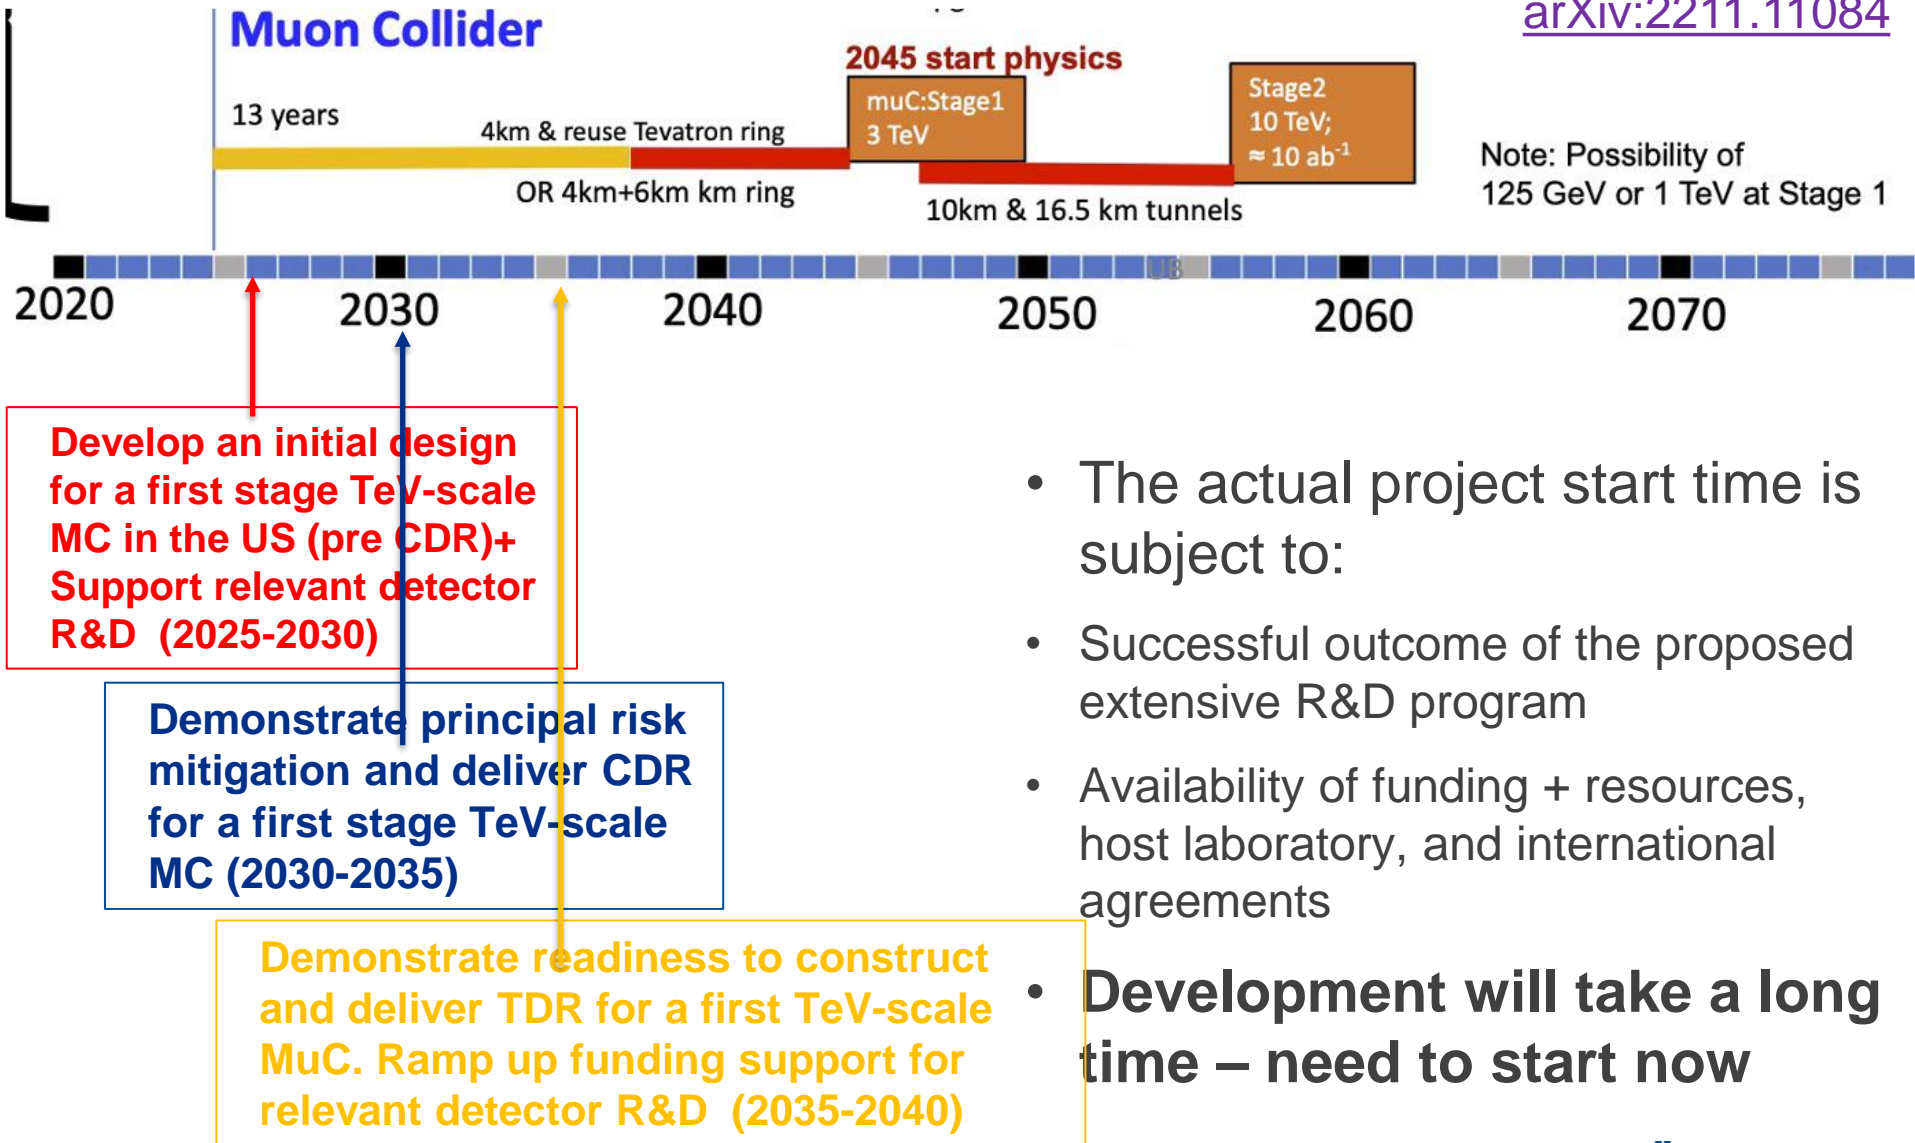 arXiv:2211.11084
Muon Collider
2045 start physics
13 years
4km & reuse Tevatron ring
OR 4km+6km km ring
muC:Stage1
3 TeV
10km & 16.5 km tunnels
Stage2
10 TeV;
≈ 10 ab-1
Note: Possibility of
125 GeV or 1 TeV at Stage 1
UB
2020 2030 2040 2050 2060 2070
Develop an initial design
for a first stage TeV-scale
MC in the US (pre CDR)+
Support relevant detector
R&D (2025-2030)
Demonstrate principal risk
mitigation and deliver CDR
for a first stage TeV-scale
MC (2030-2035)
Demonstrate readiness to construct
and deliver TDR for a first TeV-scale
MuC. Ramp up funding support for
relevant detector R&D (2035-2040)
• The actual project start time is
subject to:
• Successful outcome of the proposed
extensive R&D program
• Availability of funding + resources,
host laboratory, and international
agreements
• Development will take a long
time – need to start now